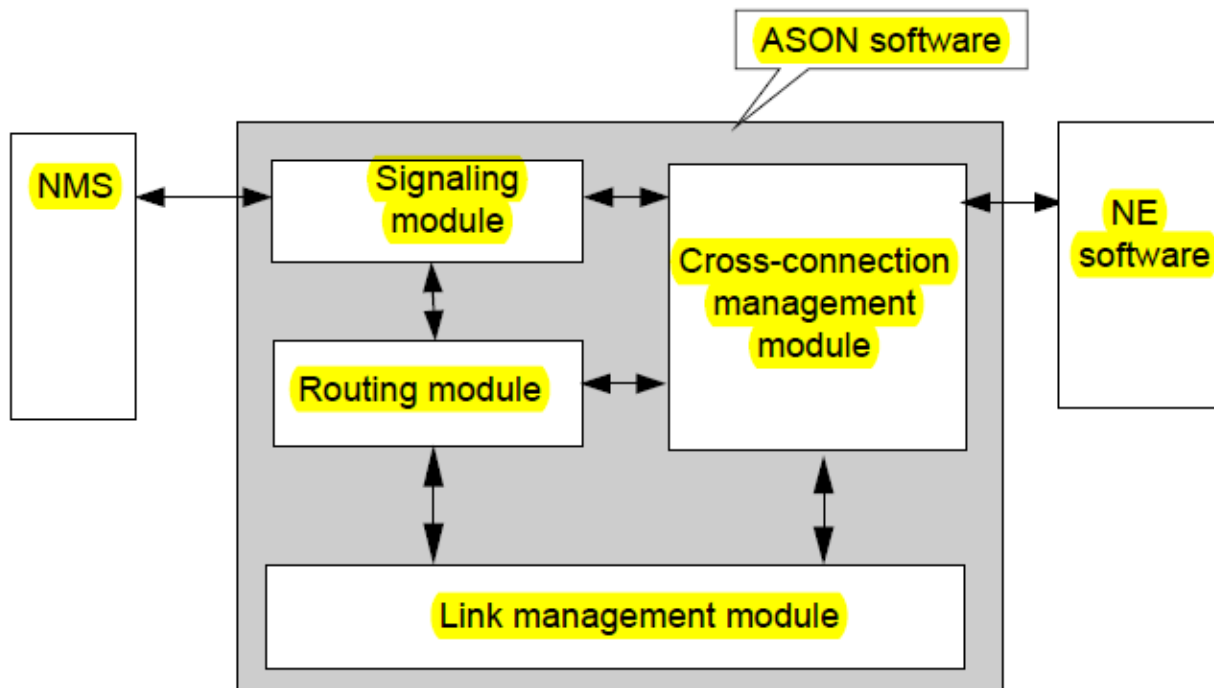 ASON software
NMS
Signaling
module
Cross-connection
management
module
NE
software
Routing module
Link management module